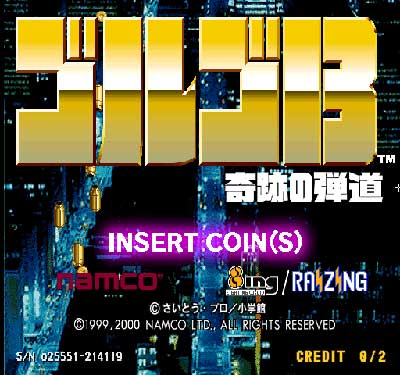 ゴルゴ13
TM
奇跡の弾道
INSERT COIN(S)
namco 8ing / RAIZING
© さいとう・プロ/小学館
© 1999, 2000 NAMCO LTD., ALL RIGHTS RESERVED
S/N o25551-214119 CREDIT 0/2